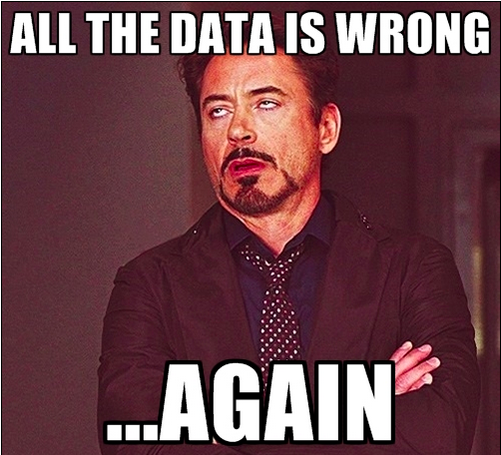 ALL THE DATA IS WRONG
...AGAIN